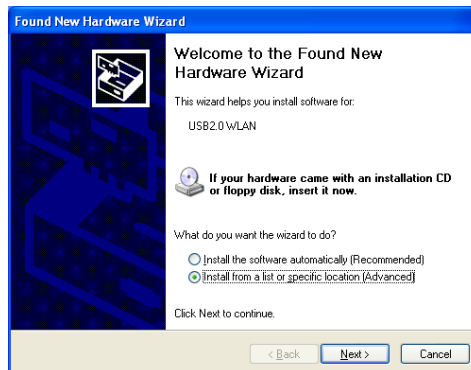 Found New Hardware Wizard
Welcome to the Found New
Hardware Wizard
This wizard helps you install software for:
USB2.0 WLAN
If your hardware came with an installation CD
or floppy disk, insert it now.
What do you want the wizard to do?
Install the software automatically (Recommended)
Install from a list or specific location (Advanced)
Click Next to continue.
< Back Next > Cancel